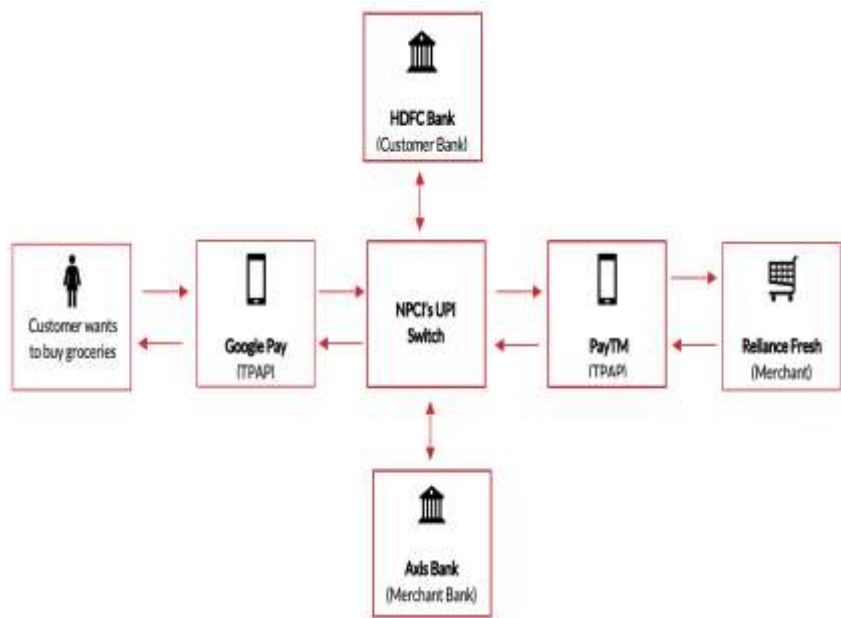 HDFC Bank
(Customer Bank)
Customer wants
to buy groceries
Google Pay
(TPAP)
NPCI's UPI
Switch
PayTM
(TPAP)
Reliance Fresh
(Merchant)
Axis Bank
(Merchant Bank)